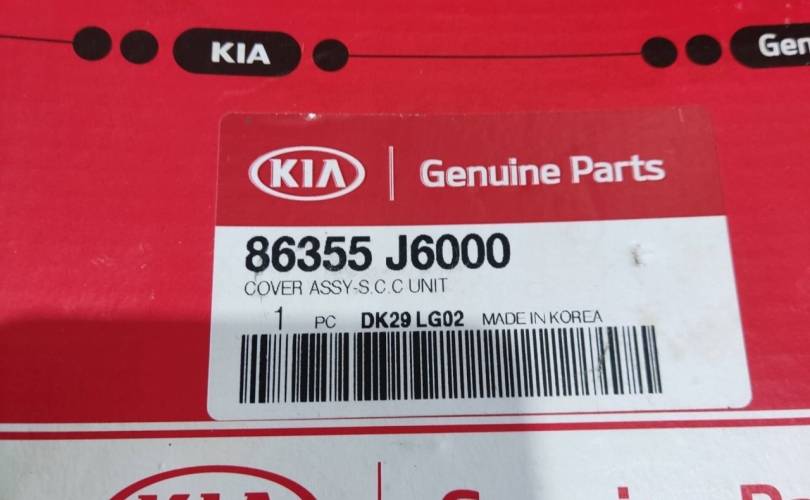 KIA
Gen
KIA Genuine Parts
86355 J6000
COVER ASSY-S.C.C UNIT
1 PC DK29 LG02 MADE IN KOREA
KIA